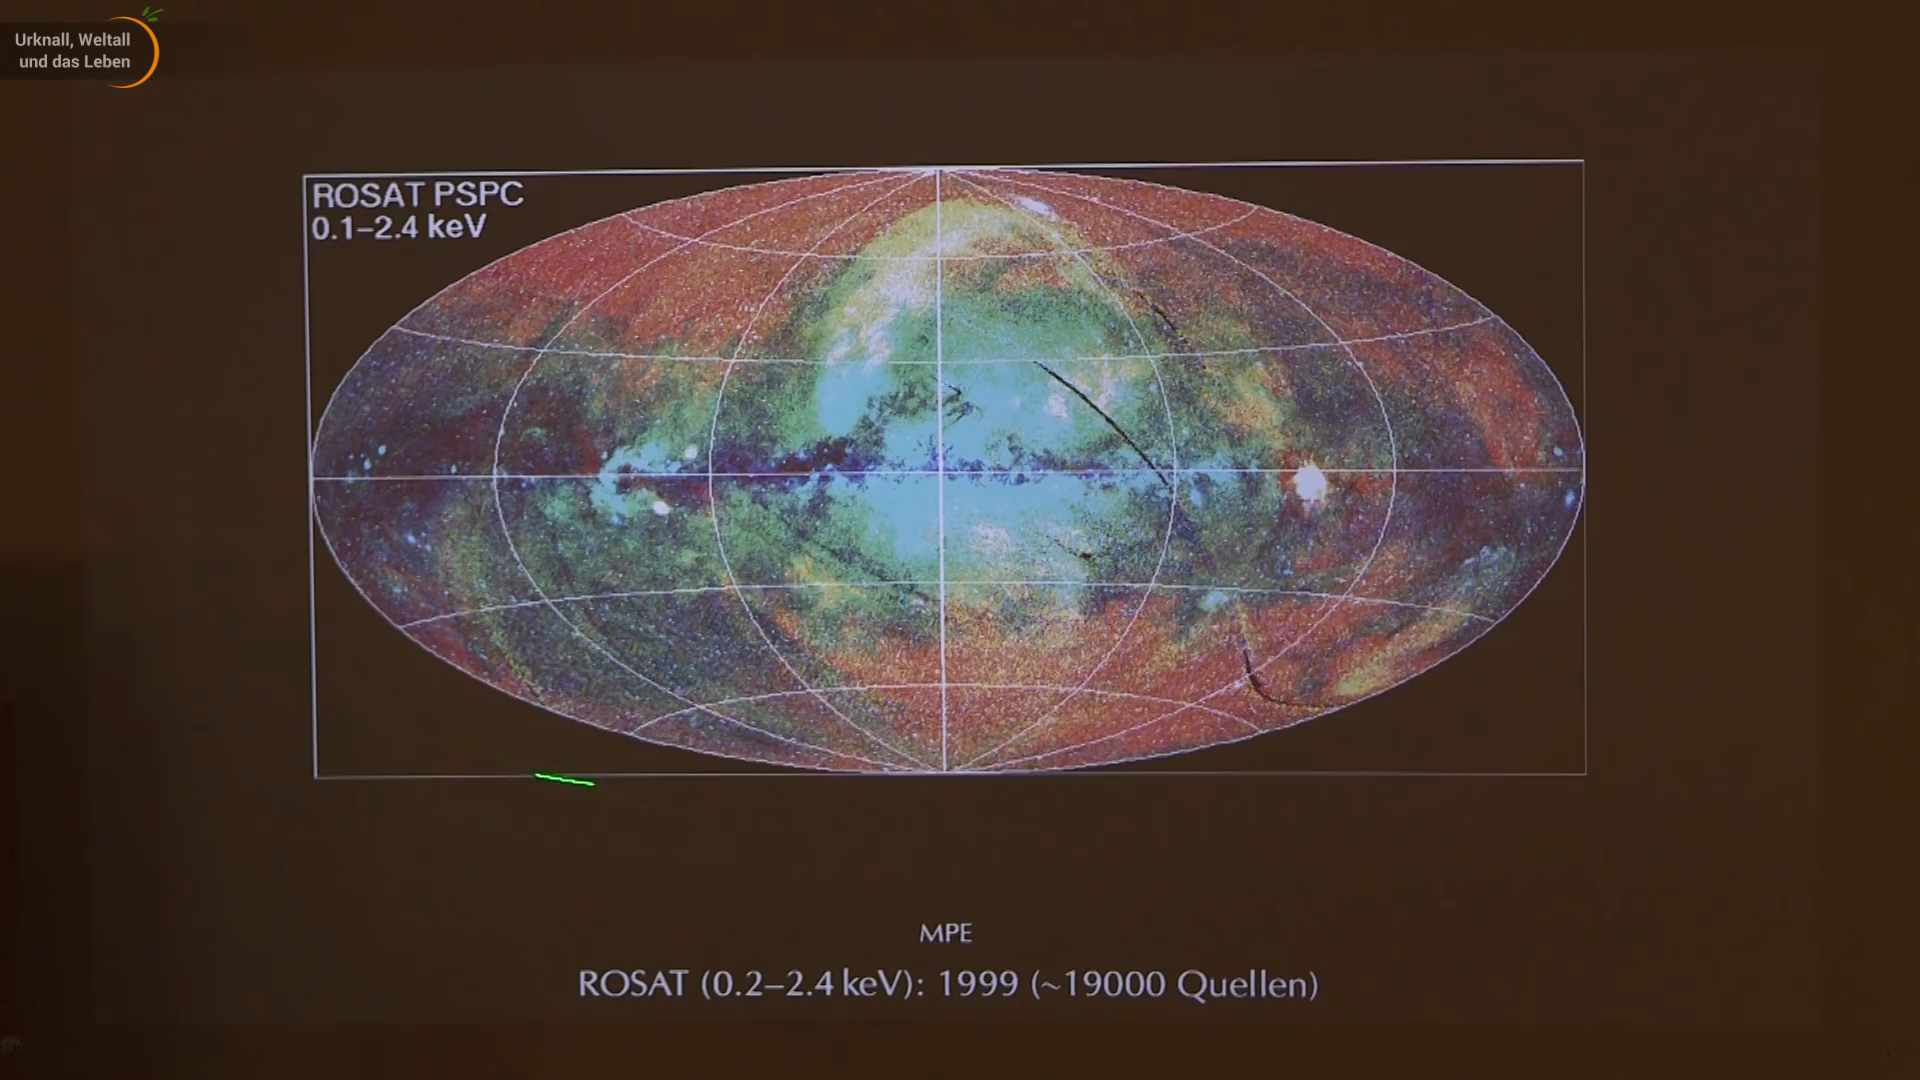 Urknall, Weltall
und das Leben
ROSAT PSPC
0.1–2.4 keV
MPE
ROSAT (0.2–2.4 keV): 1999 (~19000 Quellen)